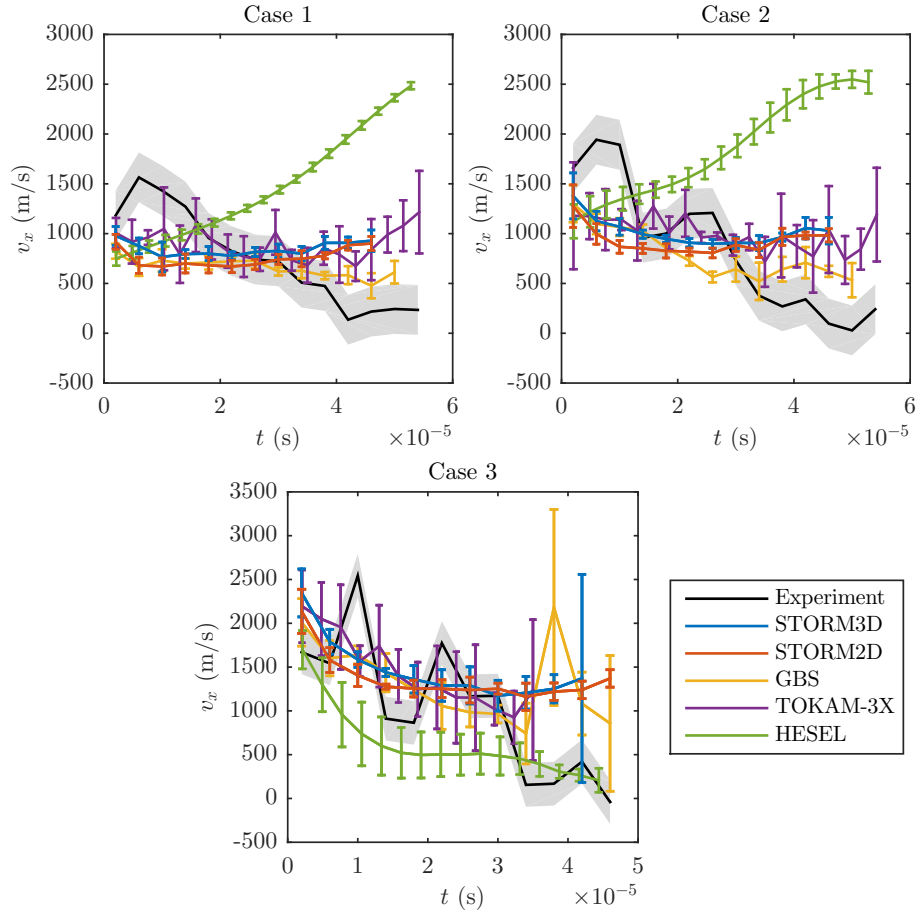 Case 1
3000
2500
2000
1500
1000
500
0
-500
0 2 4 6
×10⁻⁵
t (s)
vₓ (m/s)
Case 2
3000
2500
2000
1500
1000
500
0
-500
0 2 4 6
×10⁻⁵
t (s)
vₓ (m/s)
Case 3
3500
3000
2500
2000
1500
1000
500
0
-500
0 1 2 3 4 5
×10⁻⁵
t (s)
vₓ (m/s)
Experiment
STORM3D
STORM2D
GBS
TOKAM-3X
HESEL